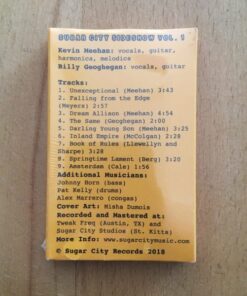 SUGAR CITY SIDESHOW VOL. 1
Kevin Meehan: vocals, guitar,
harmonica, melodica
Billy Geoghegan: vocals, guitar
Tracks:
1. Unexceptional (Meehan) 3:43
2. Falling from the Edge
(Meyers) 2:57
3. Dream Allison (Meehan) 4:54
4. The Same (Geoghegan) 2:00
5. Darling Young Son (Meehan) 3:25
6. Inland Empire (McColgan) 2:28
7. Book of Rules (Llewellyn and
Sharpe) 3:28
8. Springtime Lament (Berg) 3:20
9. Amsterdam (Cale) 1:56
Additional Musicians:
Johnny Born (bass)
Pat Kelly (drums)
Alex Marrero (congas)
Cover Art: Misha Dumois
Recorded and Mastered at:
Tweak Freq (Austin, TX) and
Sugar City Studios (St. Kitts)
More Info: www.sugarcitymusic.com
© Sugar City Records 2018